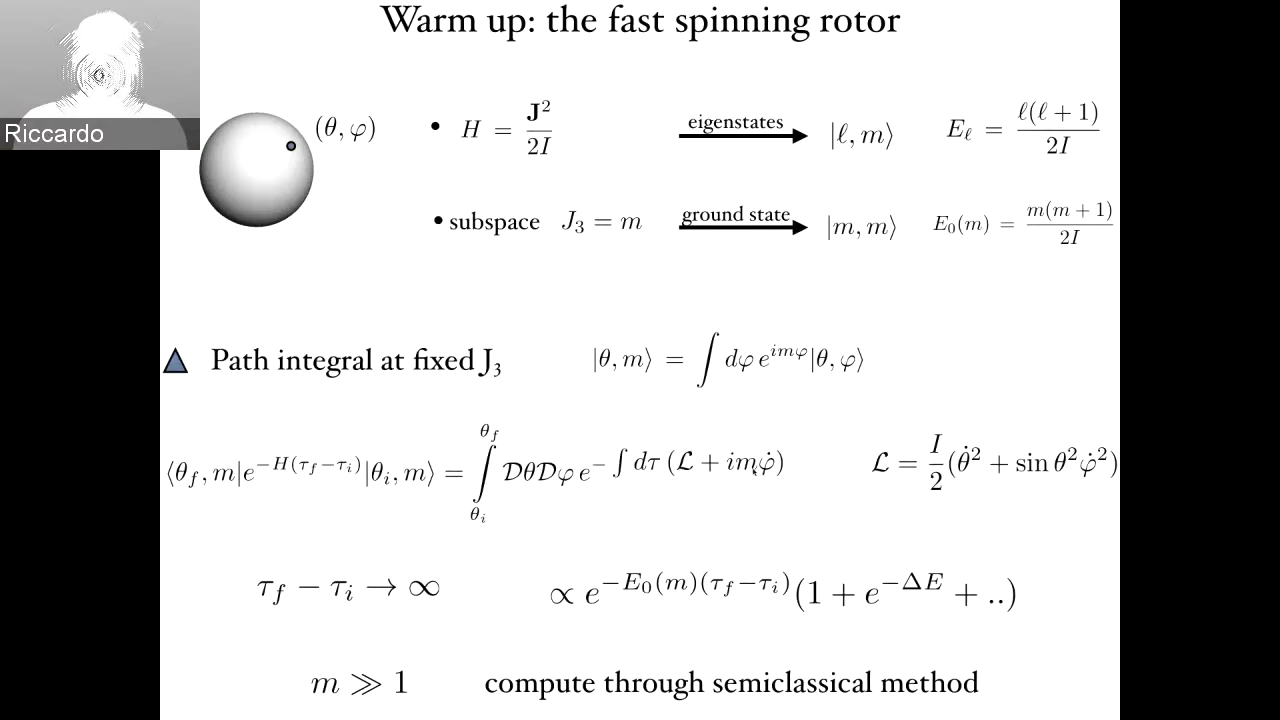 Warm up: the fast spinning rotor
Riccardo
(θ, φ)
• H = J² / 2I eigenstates |ℓ, m⟩ E_ℓ = ℓ(ℓ + 1) / 2I
• subspace J₃ = m ground state |m, m⟩ E₀(m) = m(m + 1) / 2I
Path integral at fixed J₃ |θ, m⟩ = ∫ dφ e^{imφ} |θ, φ⟩
⟨θ_f, m|e^{−H(τ_f−τ_i)}|θ_i, m⟩ = ∫_{θ_i}^{θ_f} 𝒟θ𝒟φ e^{−∫ dτ (ℒ + imφ̇)} ℒ = I/2 (θ̇² + sin θ² φ̇²)
τ_f − τ_i → ∞ ∝ e^{−E₀(m)(τ_f−τ_i)}(1 + e^{−ΔE} + ..)
m ≫ 1 compute through semiclassical method